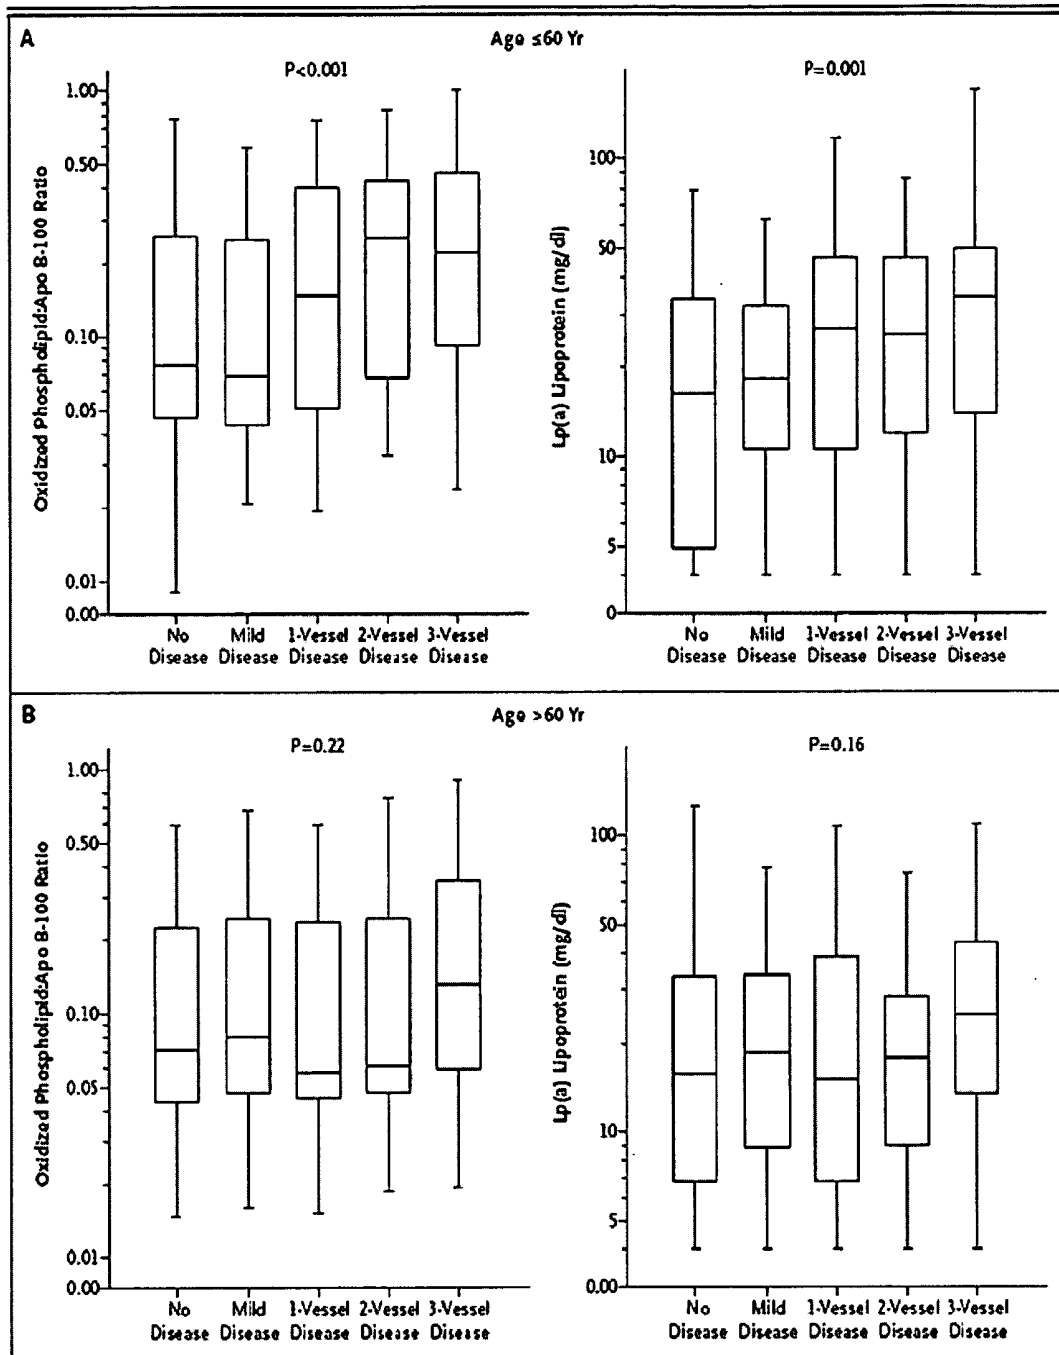 A
Age ≤60 Yr
P<0.001
Oxidized Phospholipid:Apo B-100 Ratio
1.00
0.50
0.10
0.05
0.01
0.00
No Disease
Mild Disease
1-Vessel Disease
2-Vessel Disease
3-Vessel Disease
P=0.001
Lp(a) Lipoprotein (mg/dl)
100
50
10
5
0
No Disease
Mild Disease
1-Vessel Disease
2-Vessel Disease
3-Vessel Disease
B
Age >60 Yr
P=0.22
Oxidized Phospholipid:Apo B-100 Ratio
1.00
0.50
0.10
0.05
0.01
0.00
No Disease
Mild Disease
1-Vessel Disease
2-Vessel Disease
3-Vessel Disease
P=0.16
Lp(a) Lipoprotein (mg/dl)
100
50
10
5
0.00
No Disease
Mild Disease
1-Vessel Disease
2-Vessel Disease
3-Vessel Disease